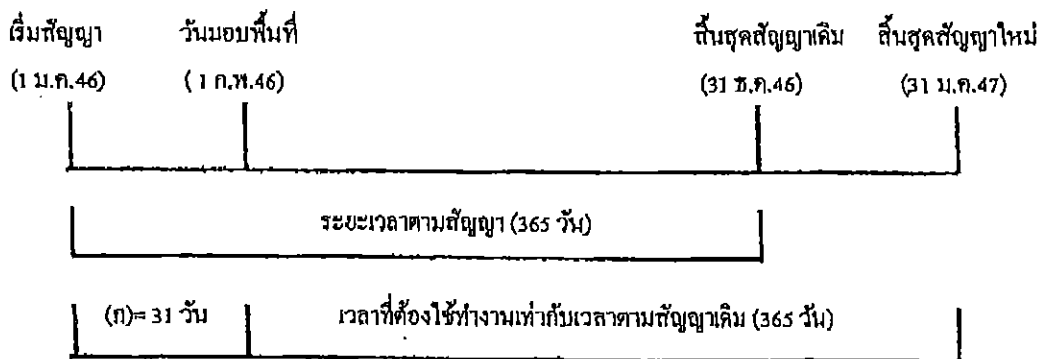 เริ่มสัญญา วันมอบพื้นที่ สิ้นสุดสัญญาเดิม สิ้นสุดสัญญาใหม่
(1 ม.ค.46) ( 1 ก.พ.46) (31 ธ.ค.46) (31 ม.ค.47)
ระยะเวลาตามสัญญา (365 วัน)
(ก)= 31 วัน เวลาที่ต้องใช้ทำงานเท่ากับเวลาตามสัญญาเดิม (365 วัน)